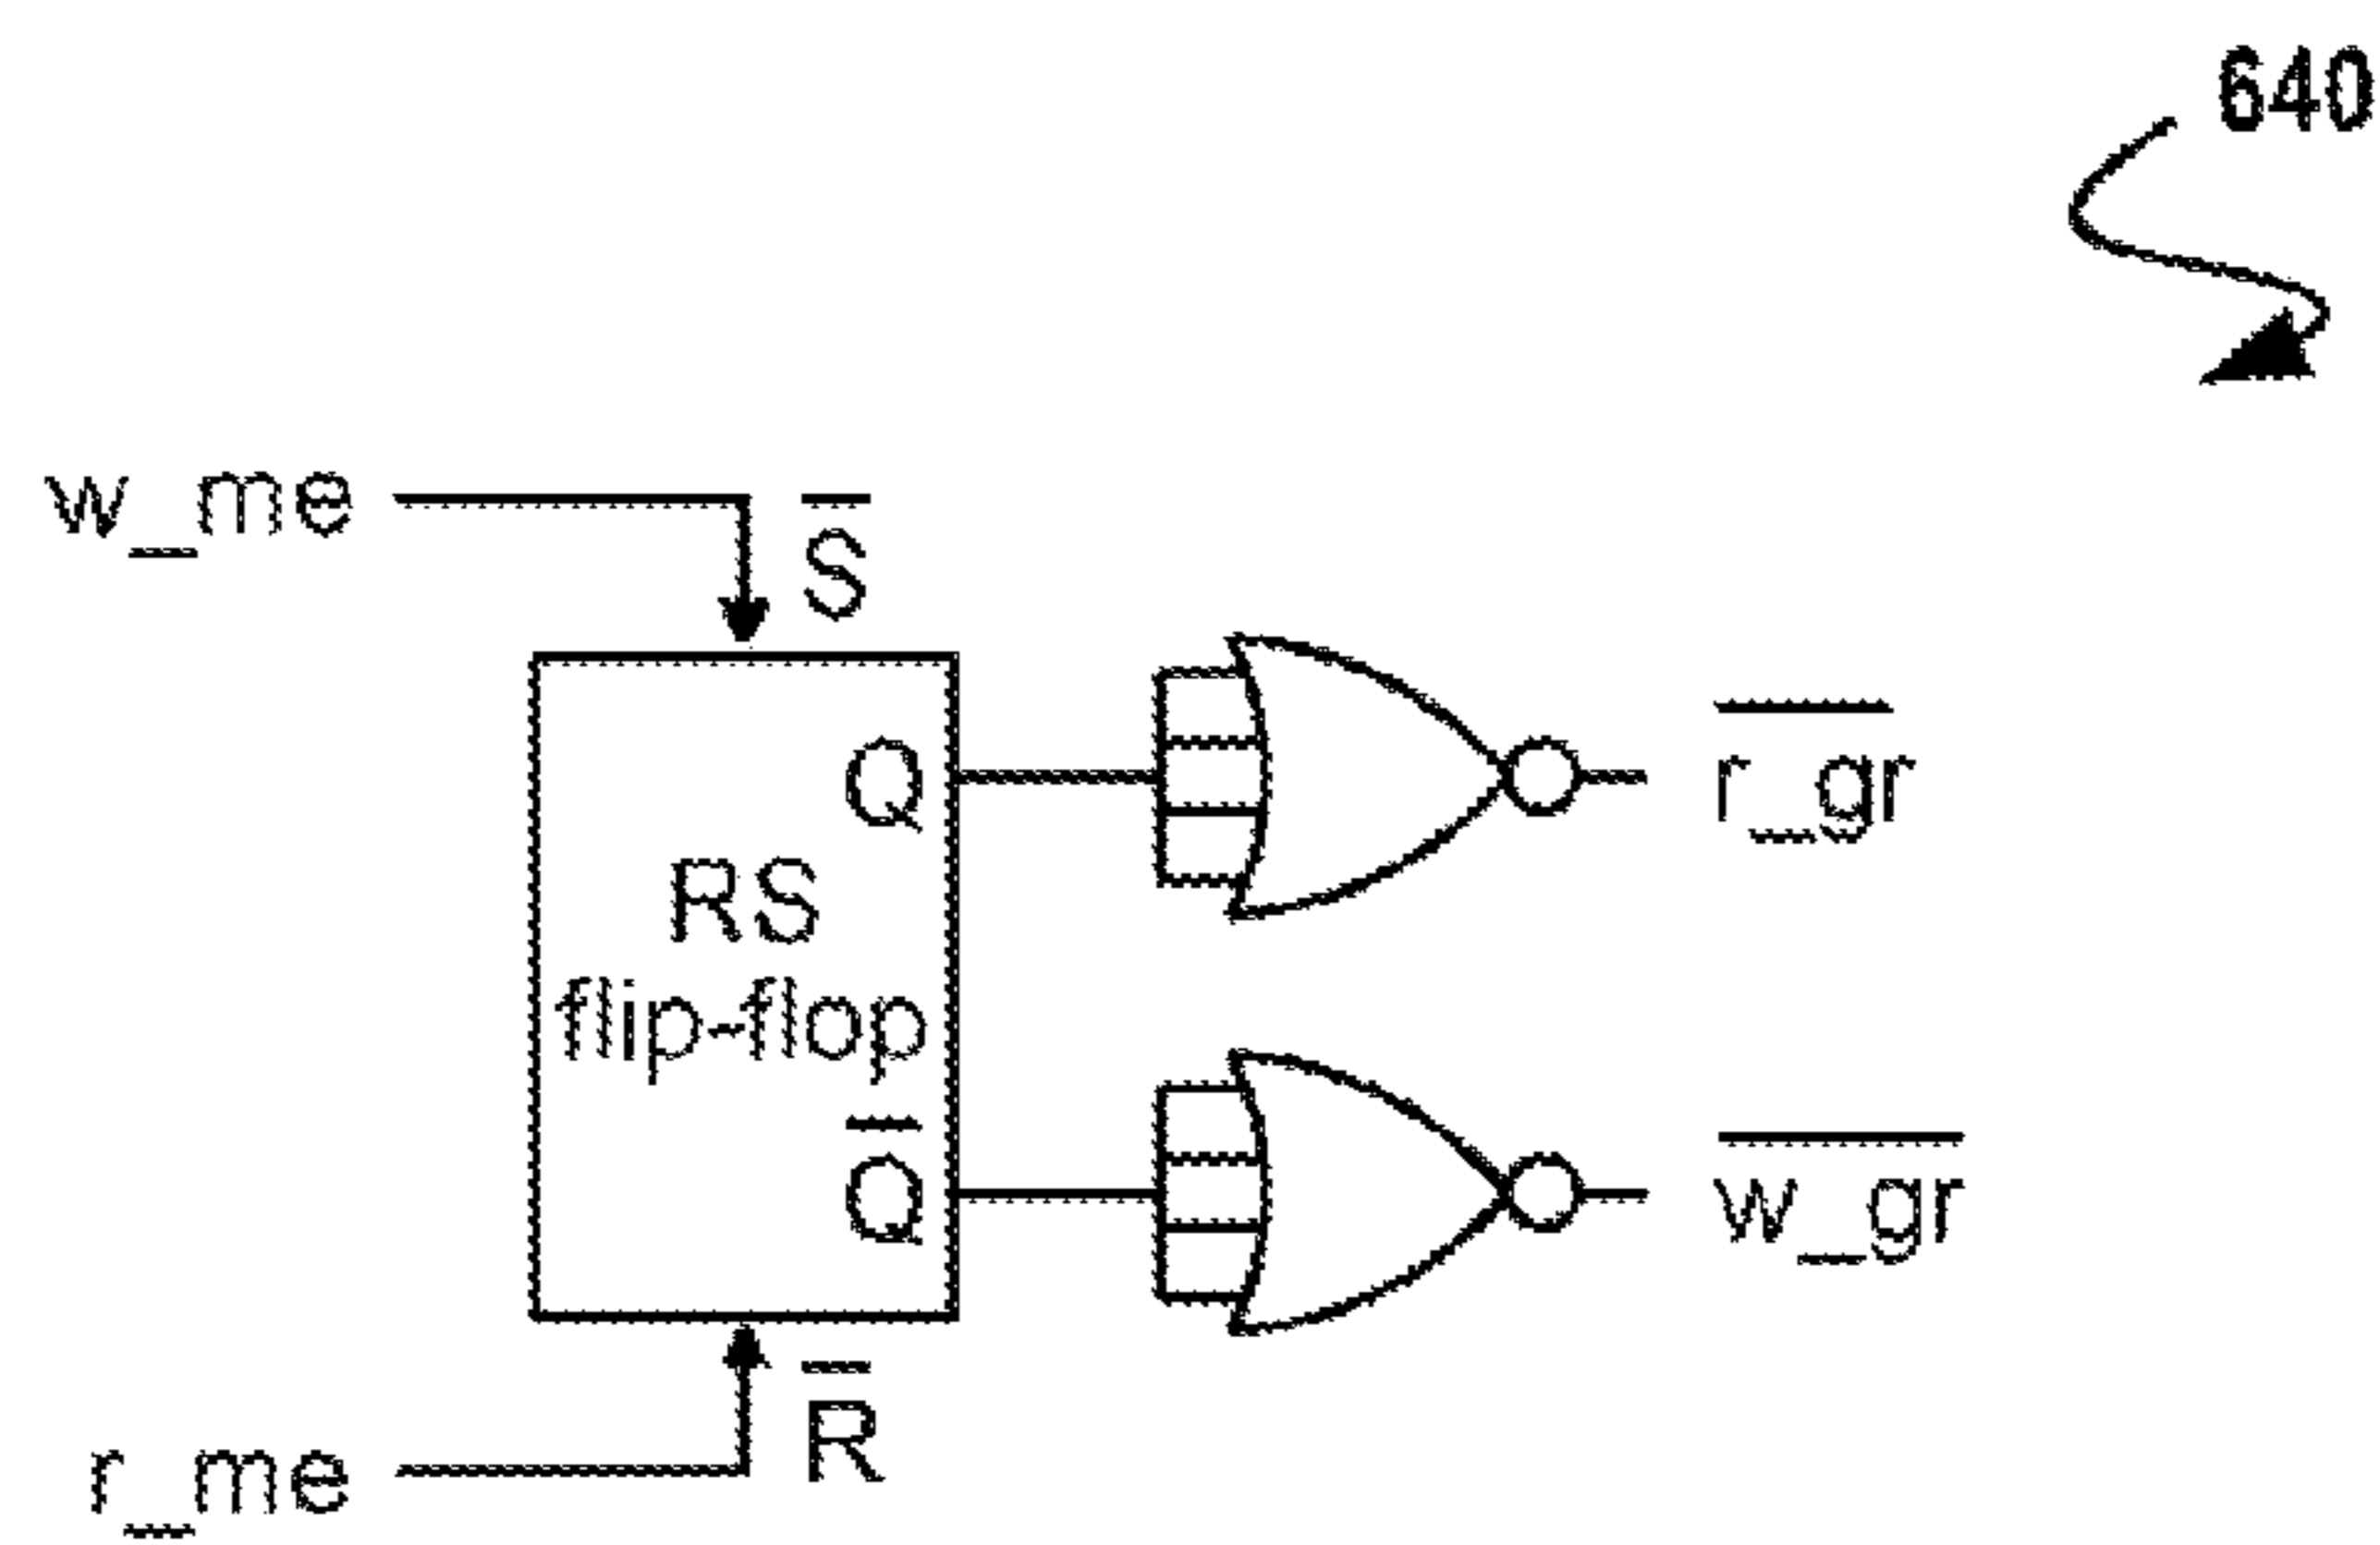 640
w_me
S̅
Q
r_gr
RS
flip-flop
Q̅
w_gr
R̅
r_me